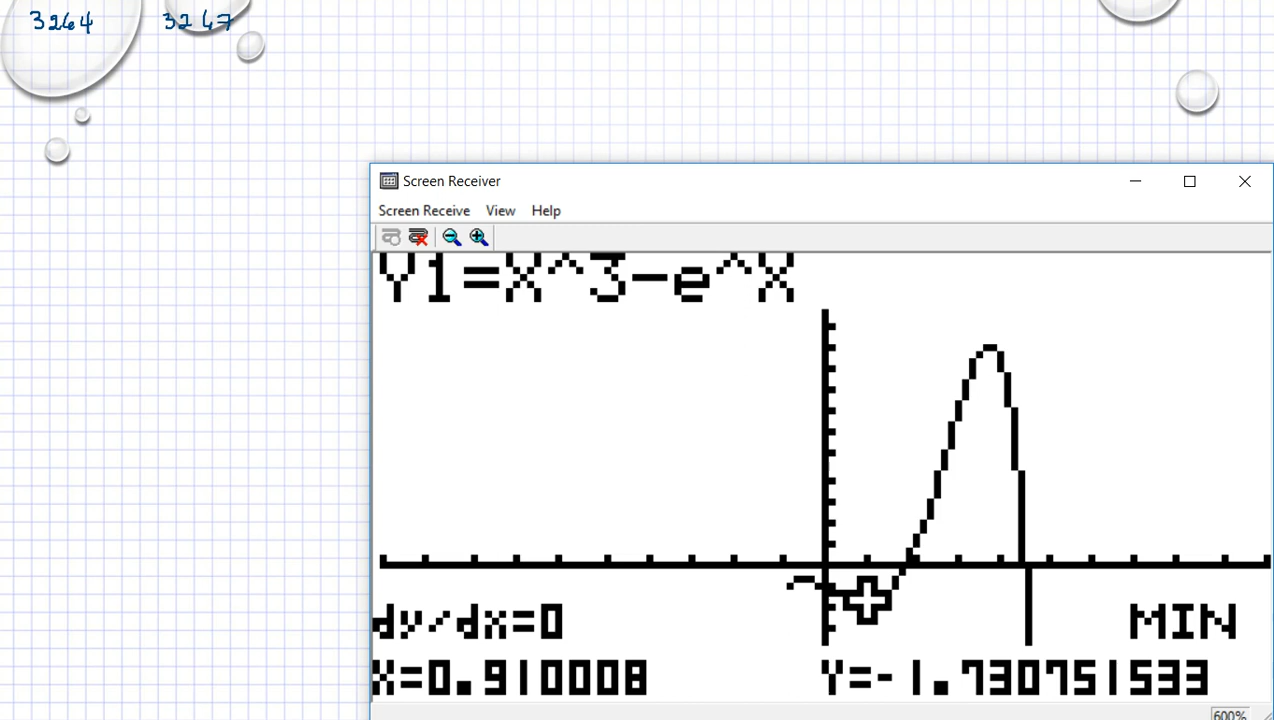 3264 3247
Screen Receiver
Screen Receive View Help
Y1=X^3-e^X
dy/dx=0 MIN
X=0.910008 Y=-1.730751533
600%